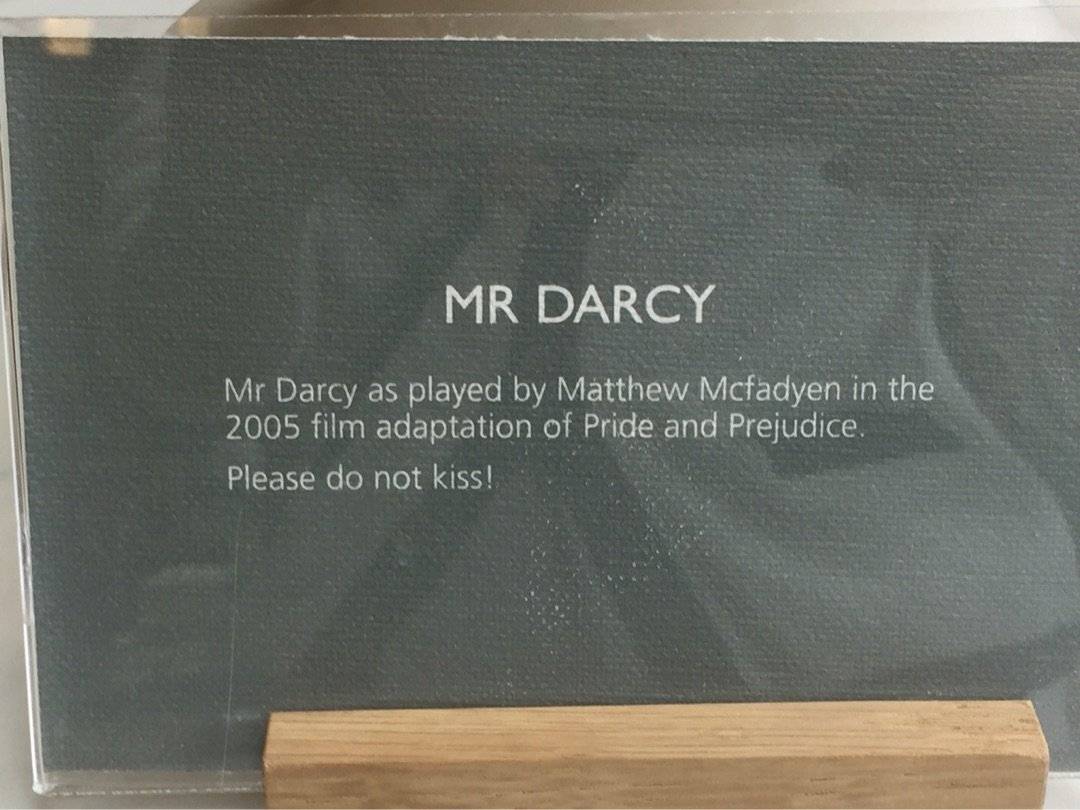 MR DARCY
Mr Darcy as played by Matthew Mcfadyen in the
2005 film adaptation of Pride and Prejudice.
Please do not kiss!